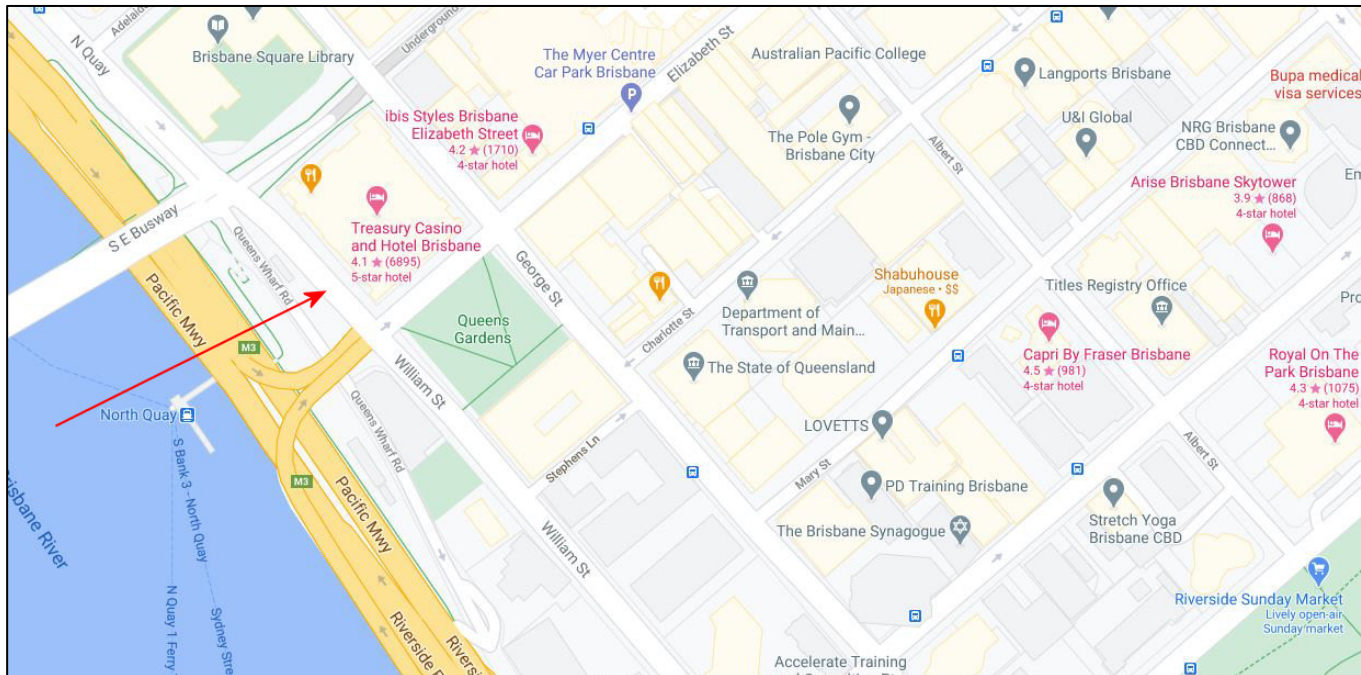 N Quay
Adelaide
Brisbane Square Library
Underground
The Myer Centre
Car Park Brisbane
Elizabeth St
Australian Pacific College
Langports Brisbane
Bupa medical
visa services
ibis Styles Brisbane
Elizabeth Street
4.2 ★ (1710)
4-star hotel
The Pole Gym -
Brisbane City
U&I Global
NRG Brisbane
CBD Connect...
Albert St
Arise Brisbane Skytower
3.9 ★ (868)
4-star hotel
Em
S E Busway
Queens Wharf Rd
Treasury Casino
and Hotel Brisbane
4.1 ★ (6895)
5-star hotel
George St
Shabuhouse
Japanese • $$
Titles Registry Office
Pro
Pacific Mwy
Queens
Gardens
Charlotte St
Department of
Transport and Main...
M3
The State of Queensland
Capri By Fraser Brisbane
4.5 ★ (981)
4-star hotel
Royal On The
Park Brisbane
4.3 ★ (1075)
4-star hotel
North Quay
William St
Queens Wharf Rd
LOVETTS
Stephens Ln
Mary St
Albert St
M3
Pacific Mwy
S Bank 3 - North Quay
PD Training Brisbane
The Brisbane Synagogue
Stretch Yoga
Brisbane CBD
Brisbane River
William St
Riverside Sunday Market
Lively open-air
Sunday market
N Quay 1 Ferry
Sydney Stre
Riverside
Riversi
Accelerate Training